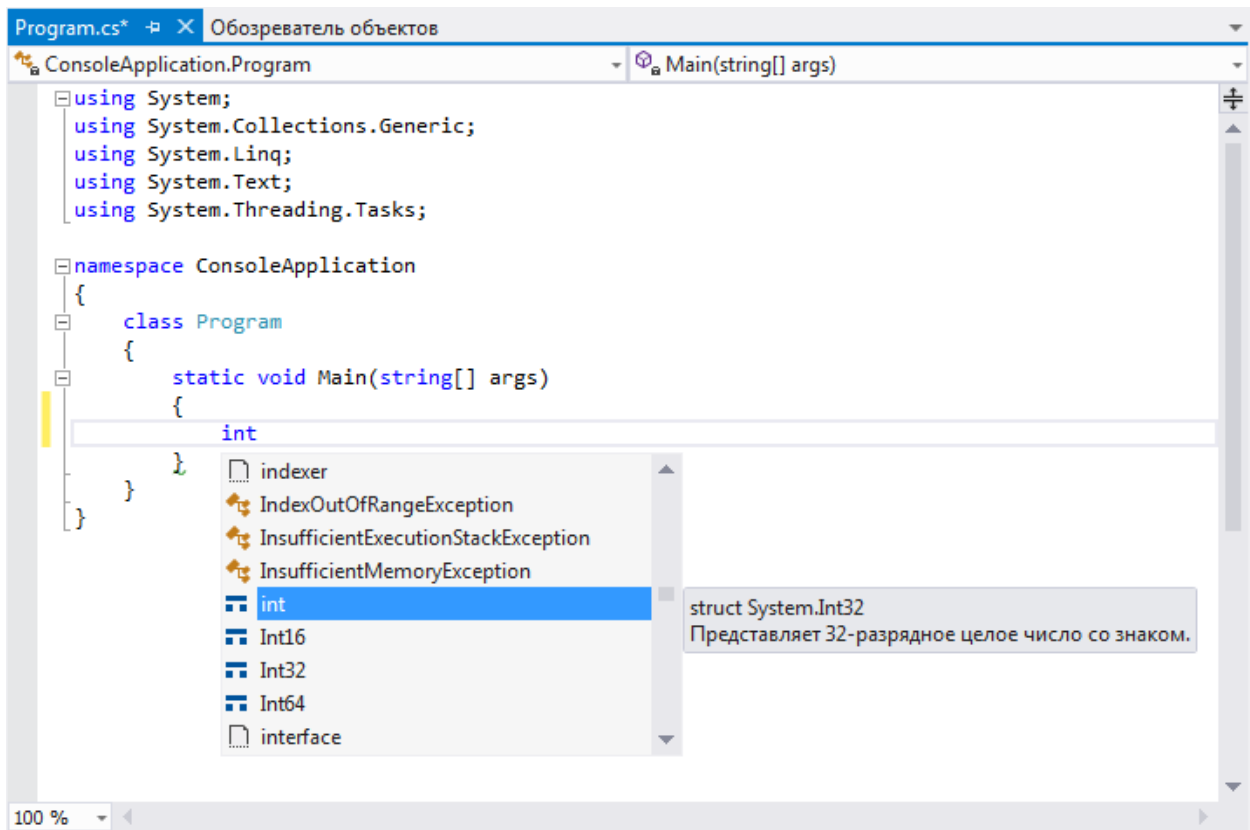 Program.cs* Обозреватель объектов
ConsoleApplication.Program Main(string[] args)
using System;
using System.Collections.Generic;
using System.Linq;
using System.Text;
using System.Threading.Tasks;
namespace ConsoleApplication
{
class Program
{
static void Main(string[] args)
{
int
}
}
}
indexer
IndexOutOfRangeException
InsufficientExecutionStackException
InsufficientMemoryException
int
Int16
Int32
Int64
interface
struct System.Int32
Представляет 32-разрядное целое число со знаком.
100 %